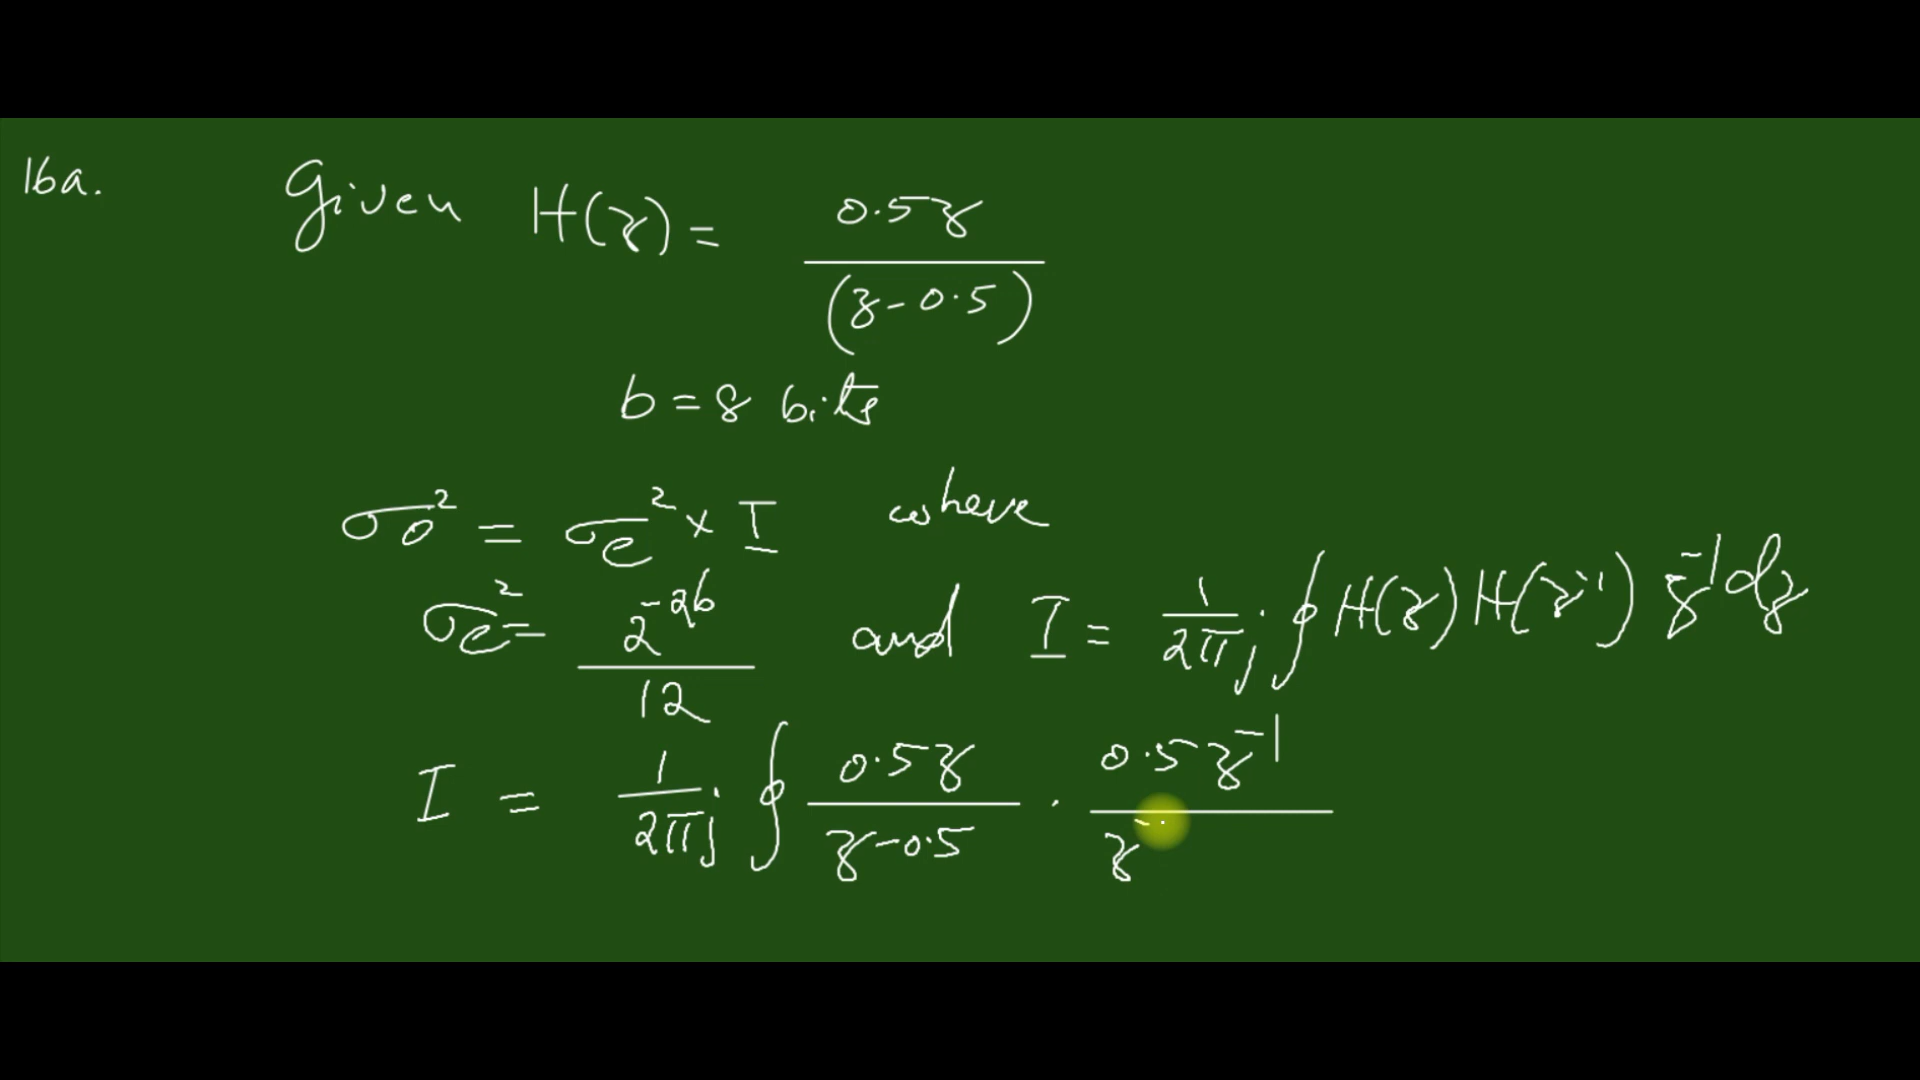 16a. Given H(z) = 0.5z / (z-0.5)
b = 8 bits
σo² = σe² x I where
σe² = 2^-2b / 12 and I = 1/2πj ∮ H(z) H(z^-1) z^-1 dz
I = 1/2πj ∮ 0.5z / z-0.5 · 0.5z^-1 / z^-